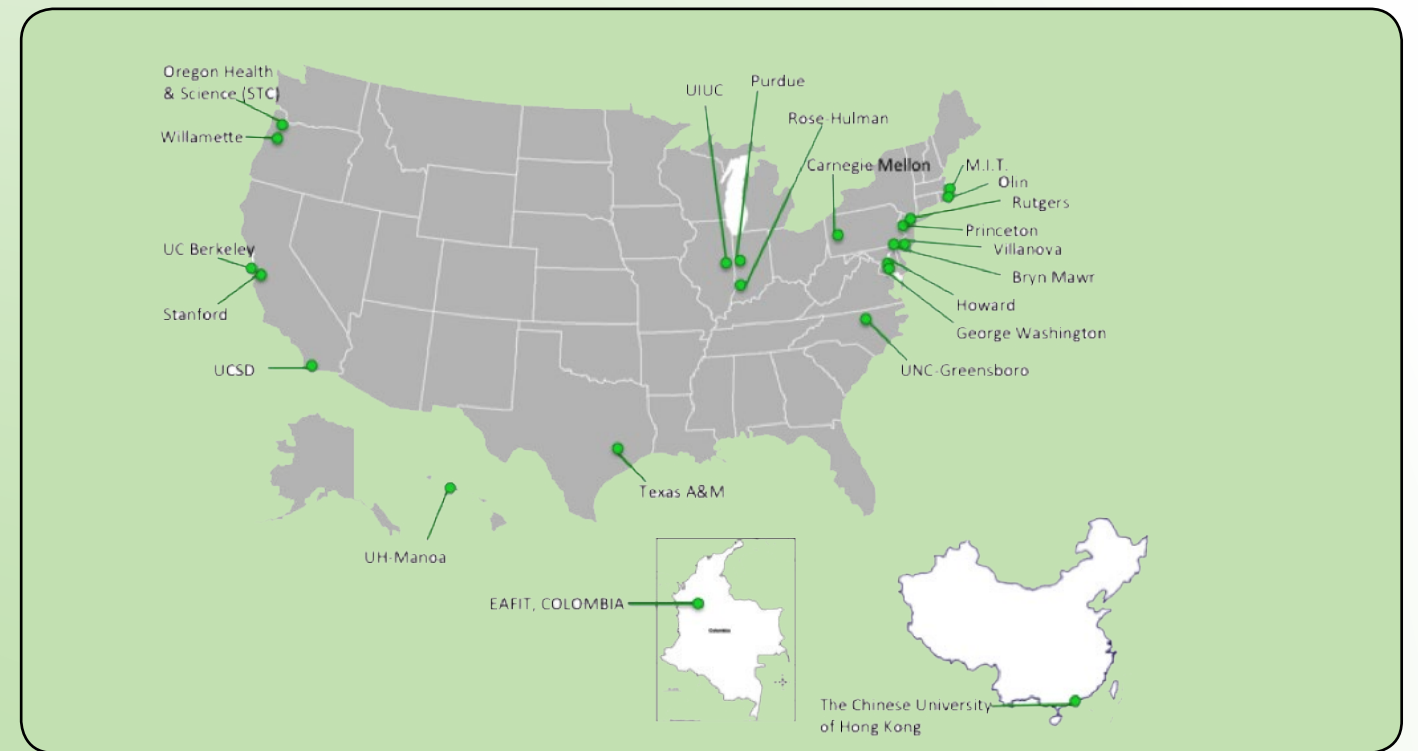 Oregon Health
& Science (STC)
Willamette
UC Berkeley
Stanford
UCSD
UIUC
Purdue
Rose-Hulman
Carnegie Mellon
M.I.T.
Olin
Rutgers
Princeton
Villanova
Bryn Mawr
Howard
George Washington
UNC-Greensboro
Texas A&M
UH-Manoa
EAFIT, COLOMBIA
Colombia
The Chinese University
of Hong Kong